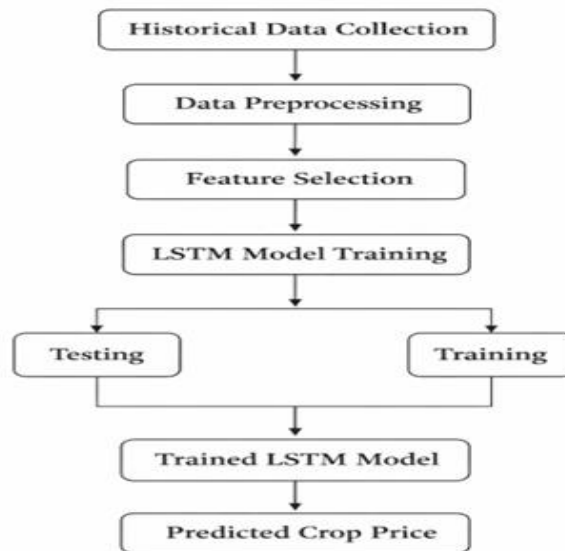 Historical Data Collection
Data Preprocessing
Feature Selection
LSTM Model Training
Testing
Training
Trained LSTM Model
Predicted Crop Price